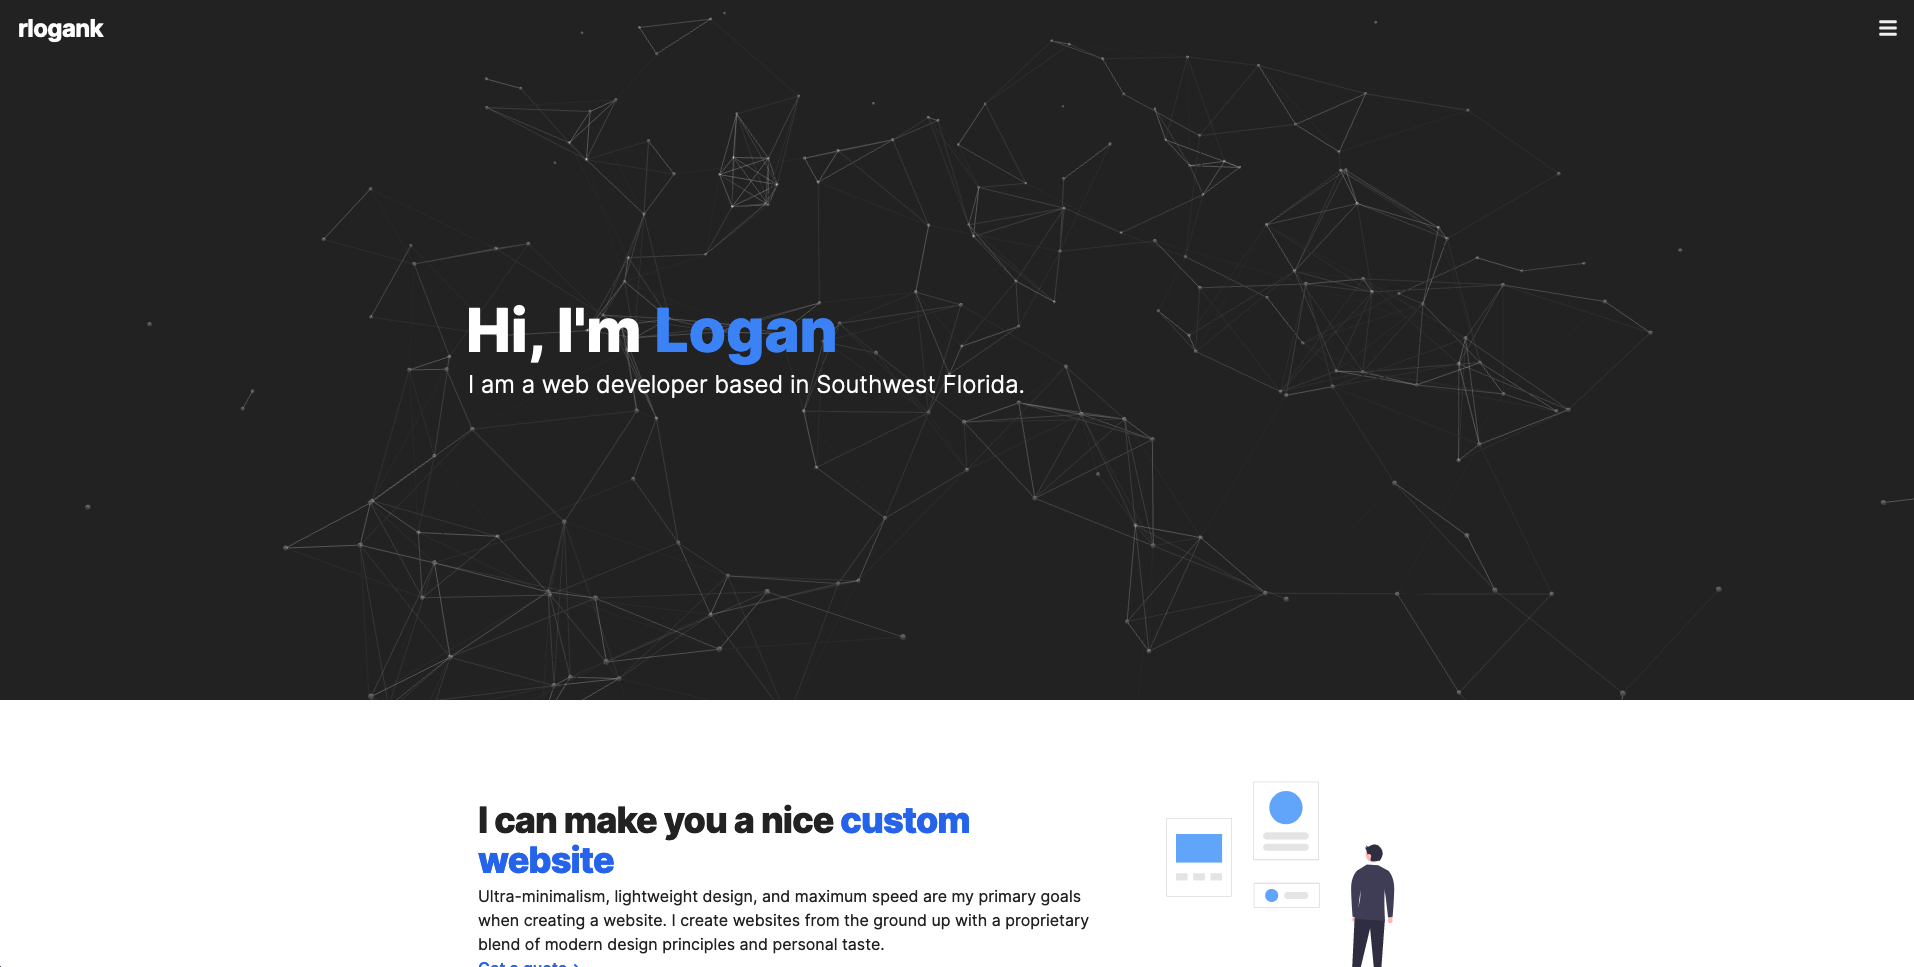 rlogank
Hi, I'm Logan
I am a web developer based in Southwest Florida.
I can make you a nice custom
website
Ultra-minimalism, lightweight design, and maximum speed are my primary goals
when creating a website. I create websites from the ground up with a proprietary
blend of modern design principles and personal taste.
Get a quote >